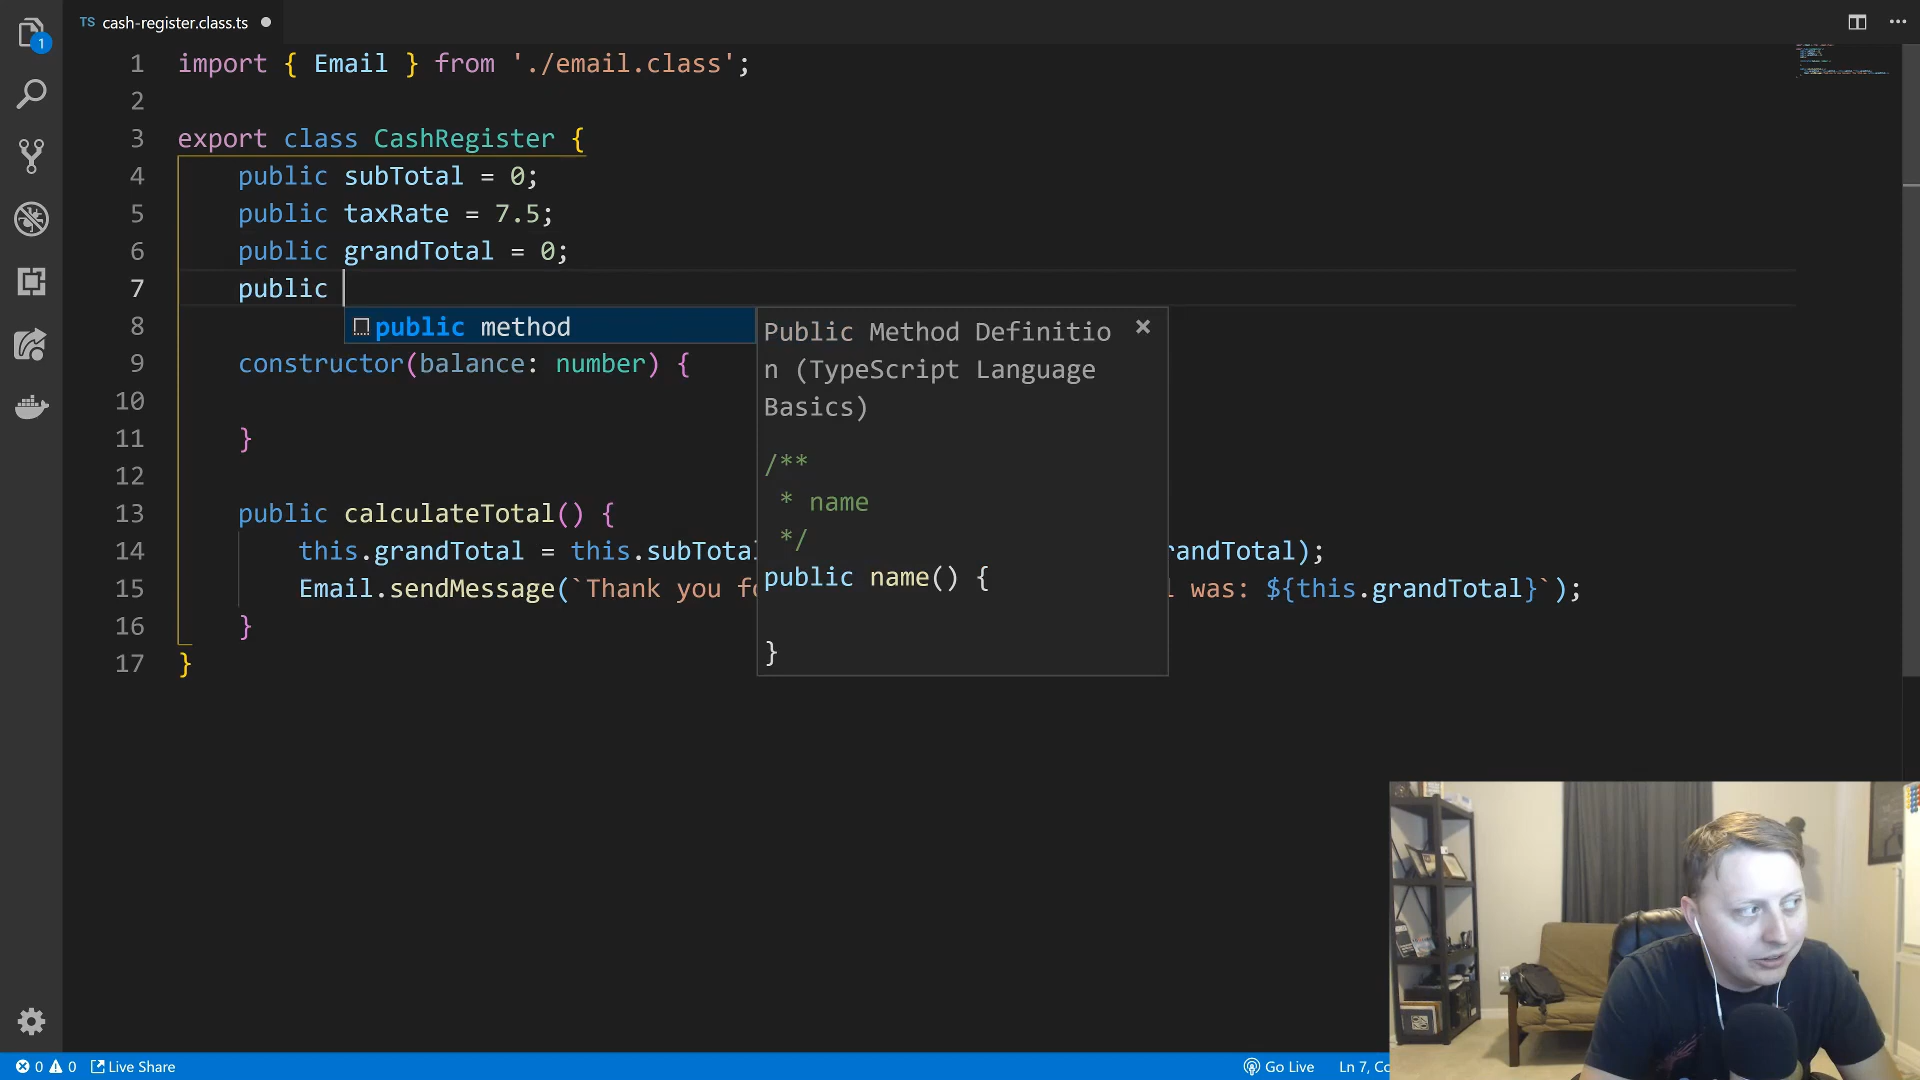 TS cash-register.class.ts
1
1 import { Email } from './email.class';
2
3 export class CashRegister {
4 public subTotal = 0;
5 public taxRate = 7.5;
6 public grandTotal = 0;
7 public
public method
8
9 constructor(balance: number) {
10
11 }
12
13 public calculateTotal() {
14 this.grandTotal = this.subTota randTotal);
15 Email.sendMessage(`Thank you fo l was: ${this.grandTotal}`);
16 }
17 }
Public Method Definitio
n (TypeScript Language
Basics)
/**
* name
*/
public name() {
}
0 0 Live Share
Go Live Ln 7, Co